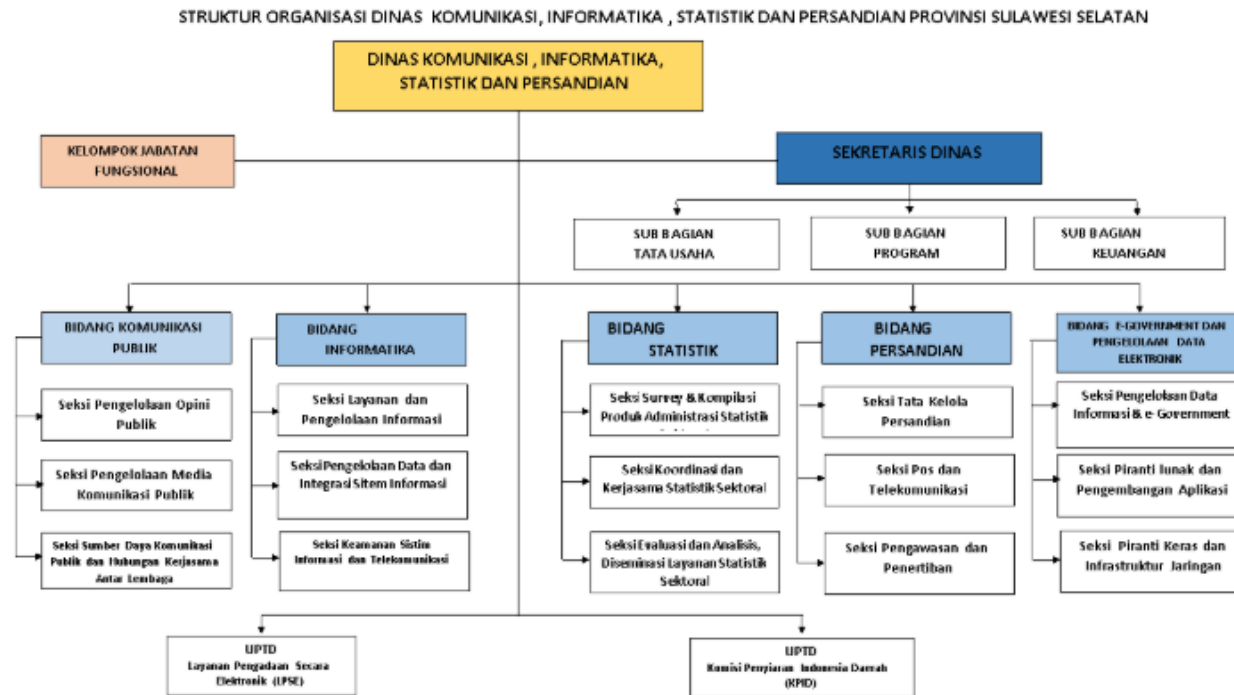 STRUKTUR ORGANISASI DINAS KOMUNIKASI, INFORMATIKA , STATISTIK DAN PERSANDIAN PROVINSI SULAWESI SELATAN
DINAS KOMUNIKASI , INFORMATIKA,
STATISTIK DAN PERSANDIAN
KELOMPOK JABATAN
FUNGSIONAL
SEKRETARIS DINAS
SUB BAGIAN
TATA USAHA
SUB BAGIAN
PROGRAM
SUB BAGIAN
KEUANGAN
BIDANG KOMUNIKASI
PUBLIK
BIDANG
INFORMATIKA
BIDANG
STATISTIK
BIDANG
PERSANDIAN
BIDANG E-GOVERNMENT DAN
PENGELOLAAN DATA
ELEKTRONIK
Seksi Pengelolaan Opini
Publik
Seksi Layanan dan
Pengelolaan Informasi
Seksi Survey & Kompilasi
Produk Administrasi Statistik
Seksi Tata Kelola
Persandian
Seksi Pengelolaan Data
Informasi & e-Government
Seksi Pengelolaan Media
Komunikasi Publik
Seksi Pengelolaan Data dan
Integrasi Sitem Informasi
Seksi Koordinasi dan
Kerjasama Statistik Sektoral
Seksi Pos dan
Telekomunikasi
Seksi Piranti lunak dan
Pengembangan Aplikasi
Seksi Sumber Daya Komunikasi
Publik dan Hubungan Kerjasama
Antar Lembaga
Seksi Keamanan Sistim
Informasi dan Telekomunikasi
Seksi Evaluasi dan Analisis,
Diseminasi Layanan Statistik
Sektoral
Seksi Pengawasan dan
Penertiban
Seksi Piranti Keras dan
Infrastruktur Jaringan
UPTD
Layanan Pengadaan Secara
Elektronik (LPSE)
UPTD
Komisi Penyiaran Indonesia Daerah
(KPID)